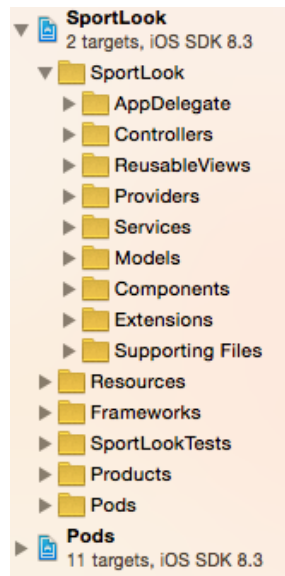 SportLook
2 targets, iOS SDK 8.3
SportLook
AppDelegate
Controllers
ReusableViews
Providers
Services
Models
Components
Extensions
Supporting Files
Resources
Frameworks
SportLookTests
Products
Pods
Pods
11 targets, iOS SDK 8.3